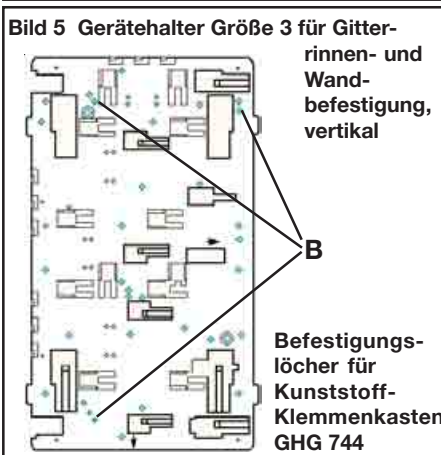 Bild 5 Gerätehalter Größe 3 für Gitter-
rinnen- und
Wand-
befestigung,
vertikal
B
Befestigungs-
löcher für
Kunststoff-
Klemmenkasten
GHG 744